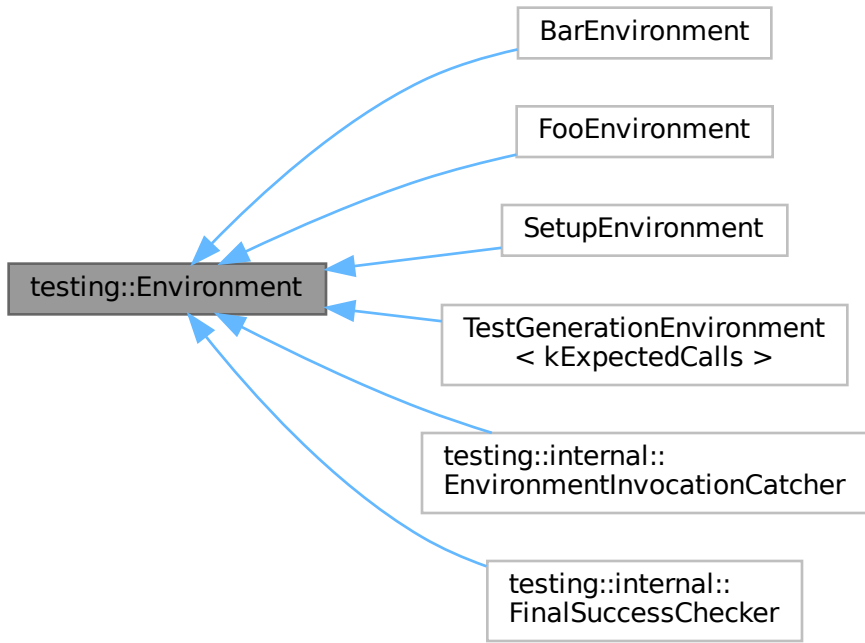 BarEnvironment
FooEnvironment
SetupEnvironment
testing::Environment
TestGenerationEnvironment
< kExpectedCalls >
testing::internal::
EnvironmentInvocationCatcher
testing::internal::
FinalSuccessChecker